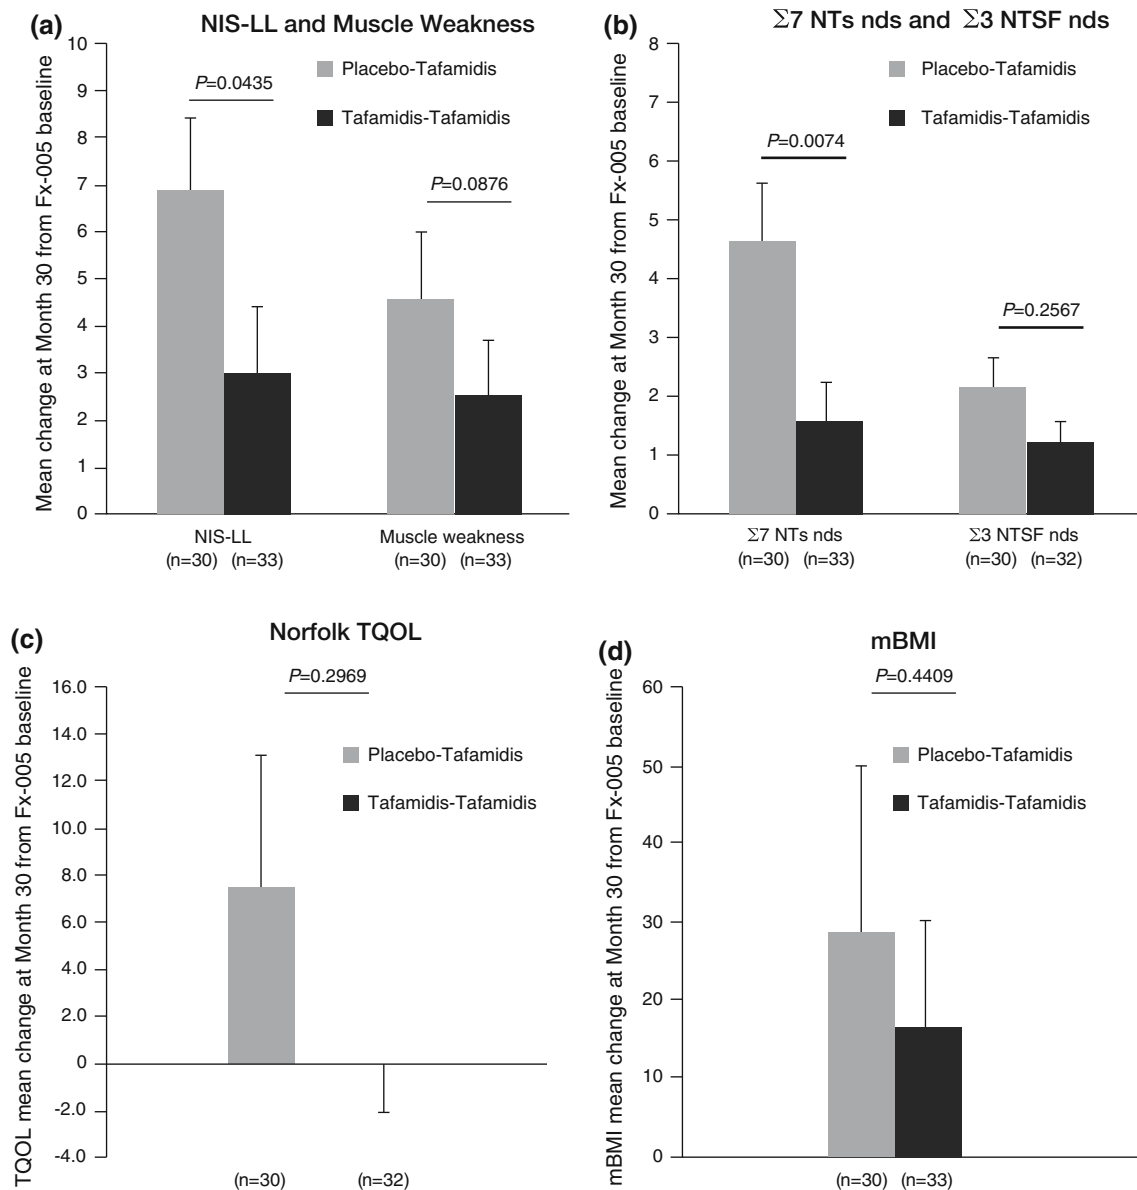 (a)
NIS-LL and Muscle Weakness
Mean change at Month 30 from Fx-005 baseline
10
9
8
7
6
5
4
3
2
1
0
Placebo-Tafamidis
Tafamidis-Tafamidis
P=0.0435
P=0.0876
NIS-LL
Muscle weakness
(n=30) (n=33)
(n=30) (n=33)
(b)
Σ7 NTs nds and Σ3 NTSF nds
Mean change at Month 30 from Fx-005 baseline
8
7
6
5
4
3
2
1
0
Placebo-Tafamidis
Tafamidis-Tafamidis
P=0.0074
P=0.2567
Σ7 NTs nds
Σ3 NTSF nds
(n=30) (n=33)
(n=30) (n=32)
(c)
Norfolk TQOL
TQOL mean change at Month 30 from Fx-005 baseline
16.0
14.0
12.0
10.0
8.0
6.0
4.0
2.0
0
-2.0
-4.0
P=0.2969
Placebo-Tafamidis
Tafamidis-Tafamidis
(n=30) (n=32)
(d)
mBMI
mBMI mean change at Month 30 from Fx-005 baseline
60
50
40
30
20
10
0
P=0.4409
Placebo-Tafamidis
Tafamidis-Tafamidis
(n=30) (n=33)